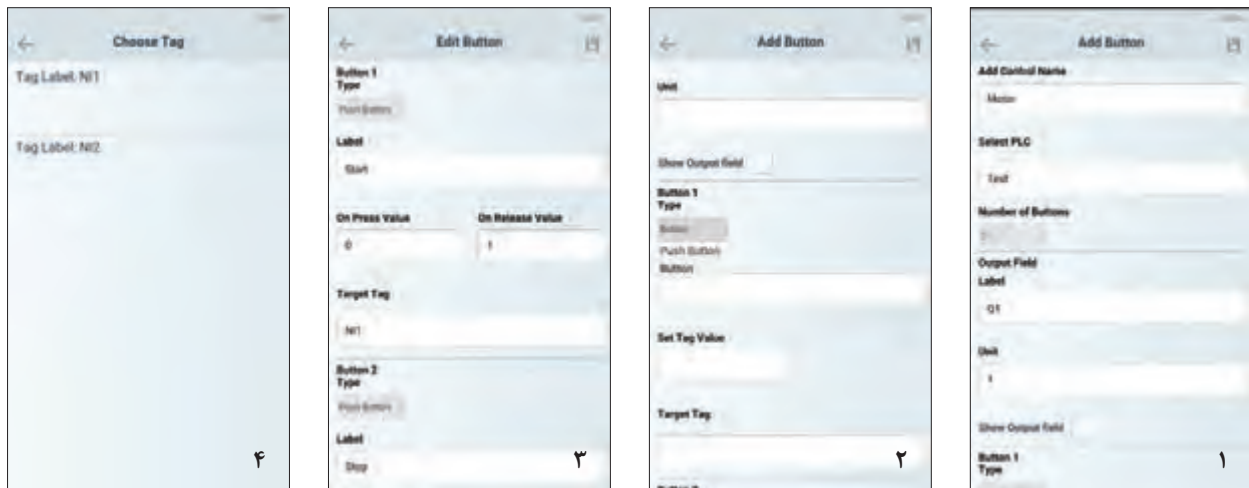 Add Button
Add Control Name
Motor
Select PLC
Test
Number of Buttons
Output Field
Label
Q1
Unit
1
Show Output field
Button 1
Type
۱
Add Button
Unit
Show Output field
Button 1
Type
Button
Push Button
Button
Set Tag Value
Target Tag
۲
Edit Button
Button 1
Type
Push Button
Label
Start
On Press Value
On Release Value
0
1
Target Tag
NI1
Button 2
Type
Push Button
Label
Stop
۳
Choose Tag
Tag Label: NI1
Tag Label: NI2
۴